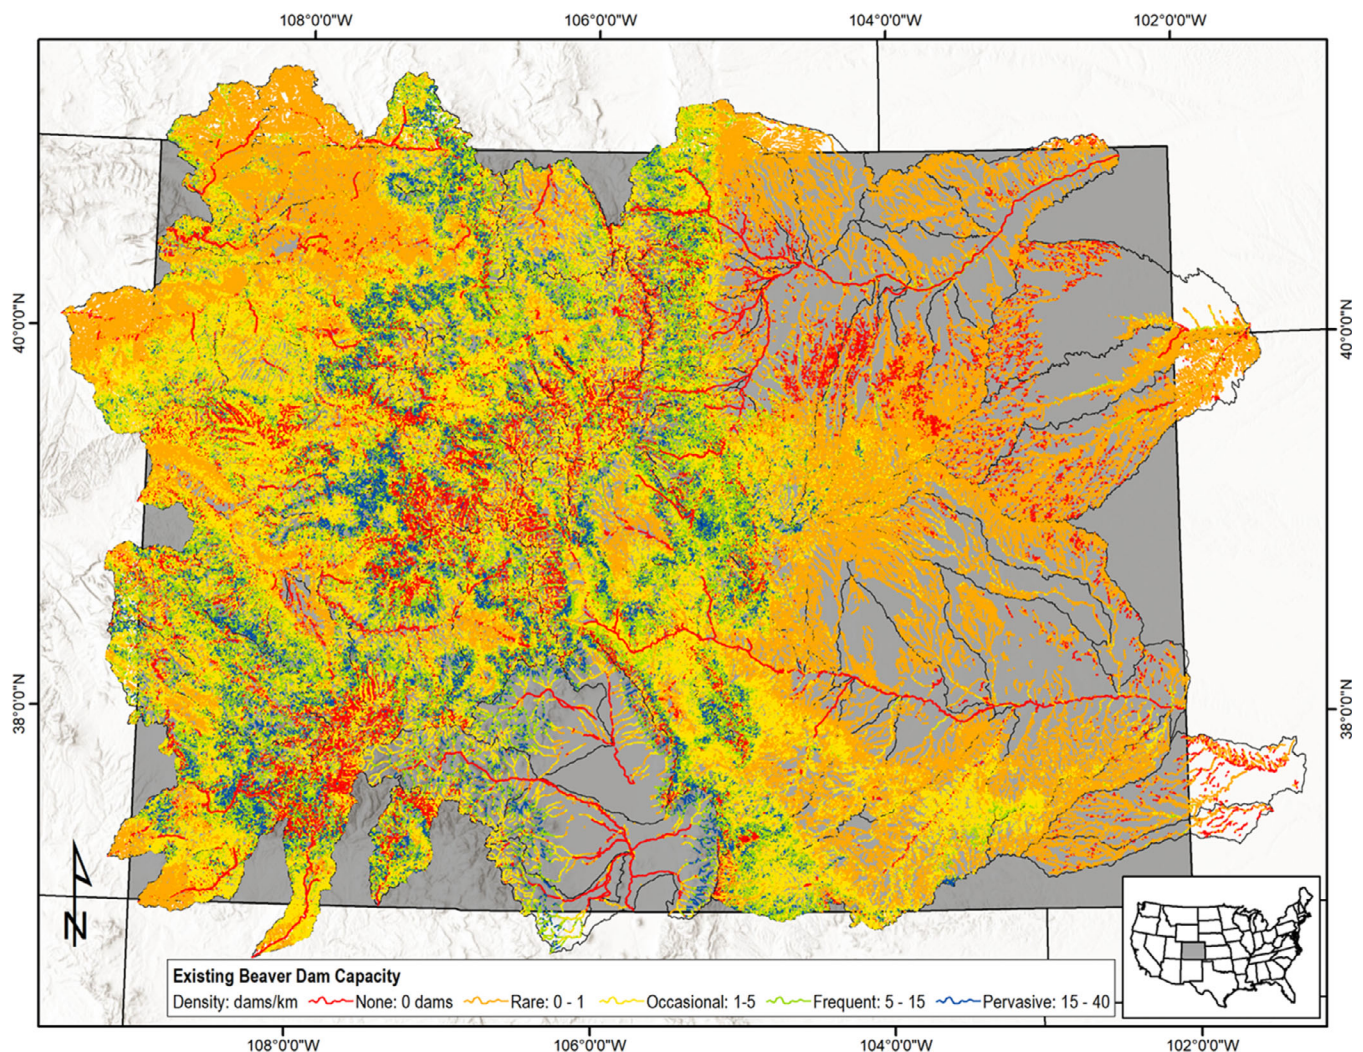 108°0'0"W 106°0'0"W 104°0'0"W 102°0'0"W
40°0'0"N
40°0'0"N
38°0'0"N
38°0'0"N
N
Existing Beaver Dam Capacity
Density: dams/km None: 0 dams Rare: 0 - 1 Occasional: 1-5 Frequent: 5 - 15 Pervasive: 15 - 40
108°0'0"W 106°0'0"W 104°0'0"W 102°0'0"W